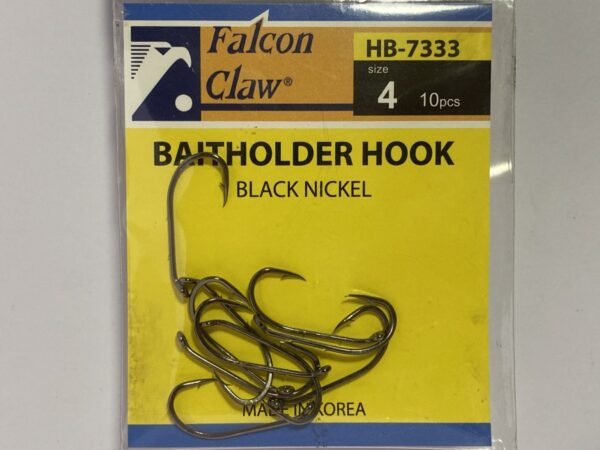 Falcon
Claw®
HB-7333
size
4 10pcs
BAITHOLDER HOOK
BLACK NICKEL
MADE IN KOREA